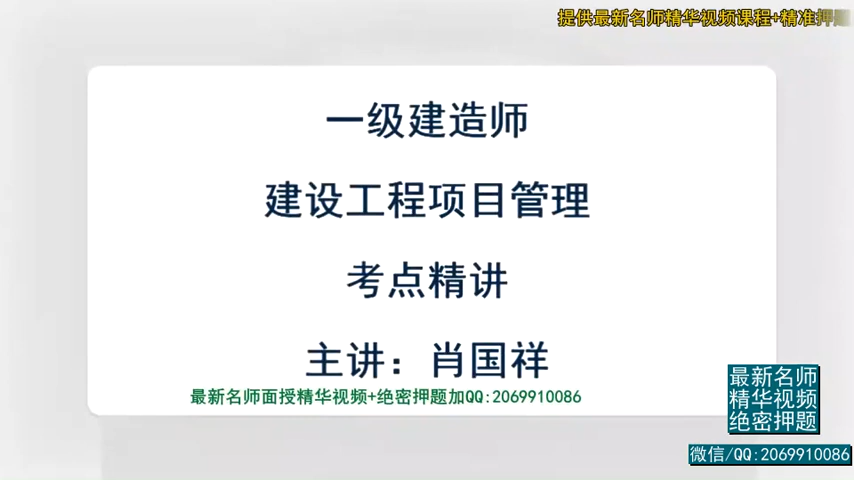 提供最新名师精华视频课程+精准押题
一级建造师
建设工程项目管理
考点精讲
主讲：肖国祥
最新名师面授精华视频+绝密押题加QQ:2069910086
最新名师
精华视频
绝密押题
微信/QQ:2069910086